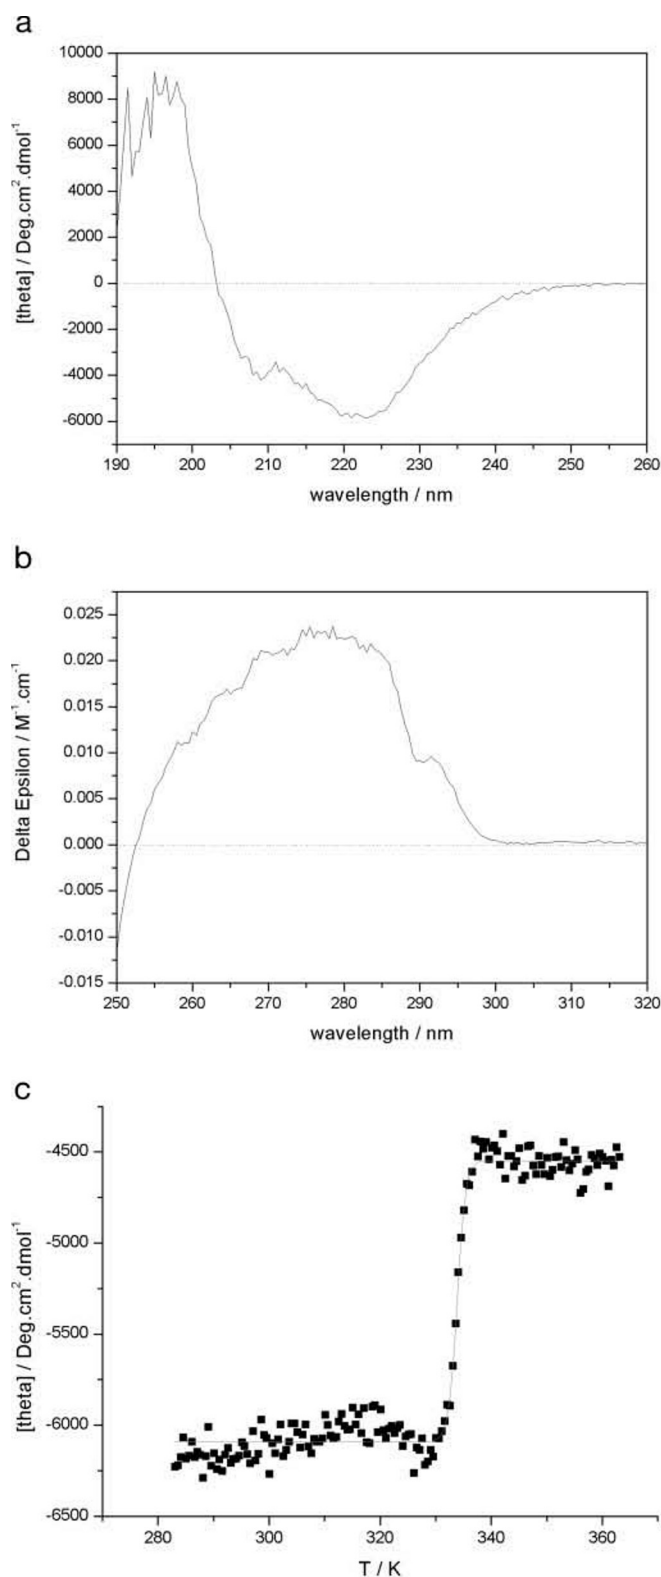 a
10000
8000
6000
4000
2000
0
-2000
-4000
-6000
[theta] / Deg.cm².dmol⁻¹
190 200 210 220 230 240 250 260
wavelength / nm
b
0.025
0.020
0.015
0.010
0.005
0.000
-0.005
-0.010
-0.015
Delta Epsilon / M⁻¹.cm⁻¹
250 260 270 280 290 300 310 320
wavelength / nm
c
-4500
-5000
-5500
-6000
-6500
[theta] / Deg.cm².dmol⁻¹
280 300 320 340 360
T / K